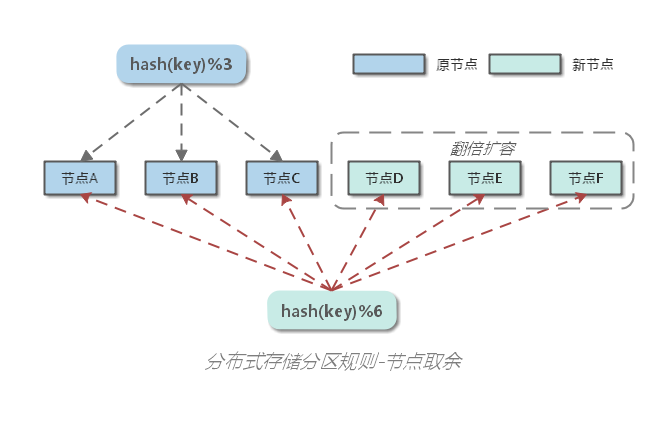 hash(key)%3
原节点
新节点
翻倍扩容
节点A
节点B
节点C
节点D
节点E
节点F
hash(key)%6
分布式存储分区规则-节点取余